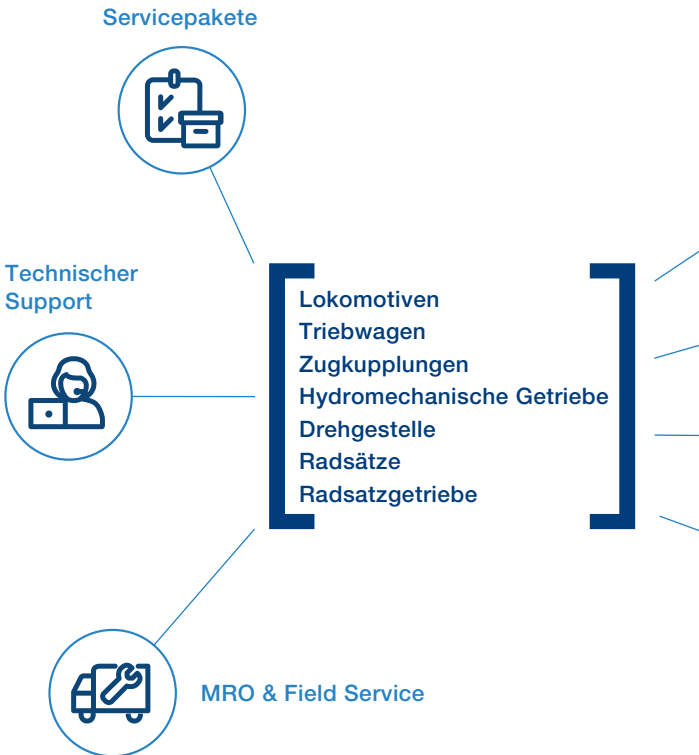 Servicepakete
Technischer
Support
Lokomotiven
Triebwagen
Zugkupplungen
Hydromechanische Getriebe
Drehgestelle
Radsätze
Radsatzgetriebe
MRO & Field Service